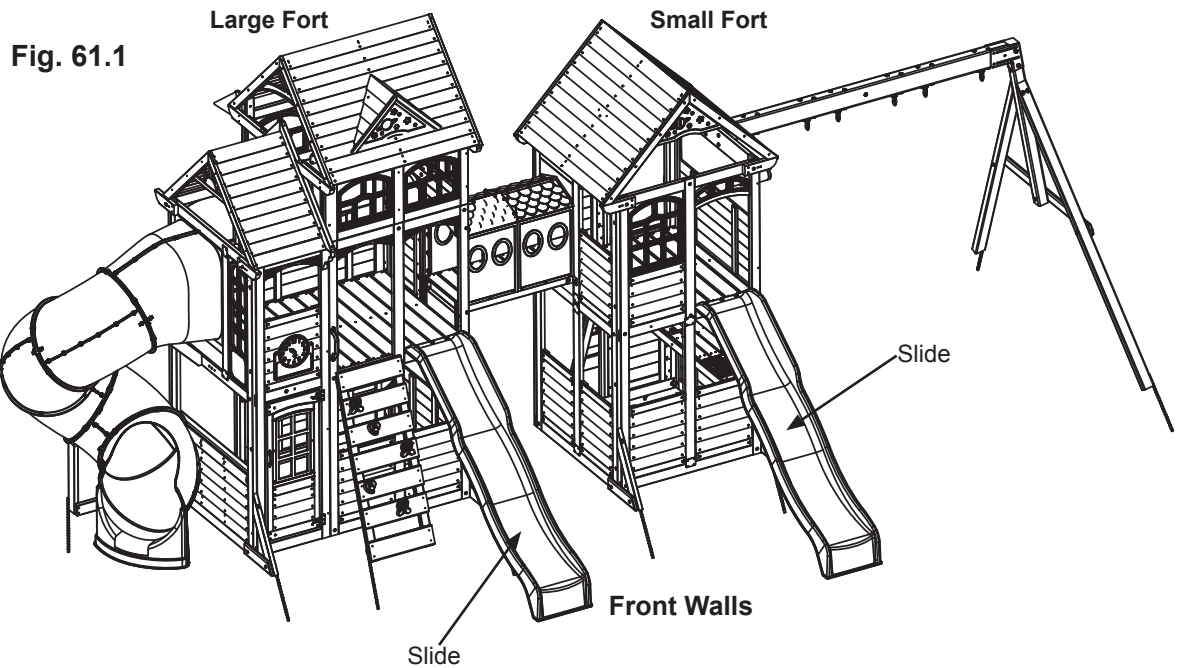 Large Fort
Small Fort
Fig. 61.1
Slide
Front Walls
Slide